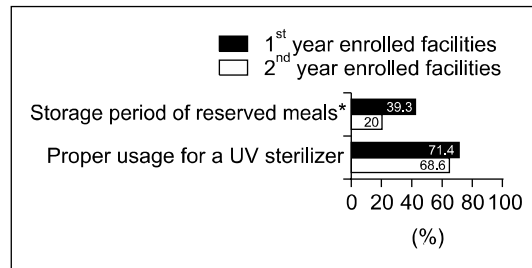 1st year enrolled facilities
2nd year enrolled facilities
Storage period of reserved meals* 39.3
20
Proper usage for a UV sterilizer 71.4
68.6
0 20 40 60 80 100
(%)